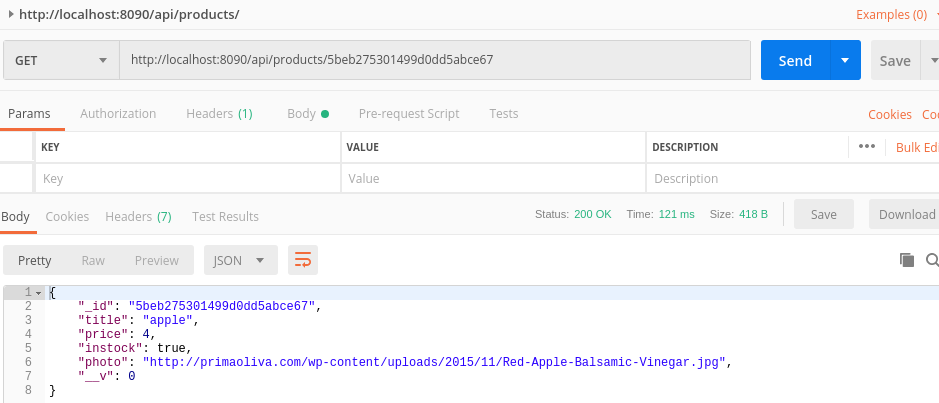 http://localhost:8090/api/products/ Examples (0)
GET http://localhost:8090/api/products/5beb275301499d0dd5abce67 Send Save
Params Authorization Headers (1) Body Pre-request Script Tests Cookies
KEY VALUE DESCRIPTION Bulk
Key Value Description
Body Cookies Headers (7) Test Results Status: 200 OK Time: 121 ms Size: 418 B Save Download
Pretty Raw Preview JSON
1 {
2 "_id": "5beb275301499d0dd5abce67",
3 "title": "apple",
4 "price": 4,
5 "instock": true,
6 "photo": "http://primaoliva.com/wp-content/uploads/2015/11/Red-Apple-Balsamic-Vinegar.jpg",
7 "__v": 0
8 }